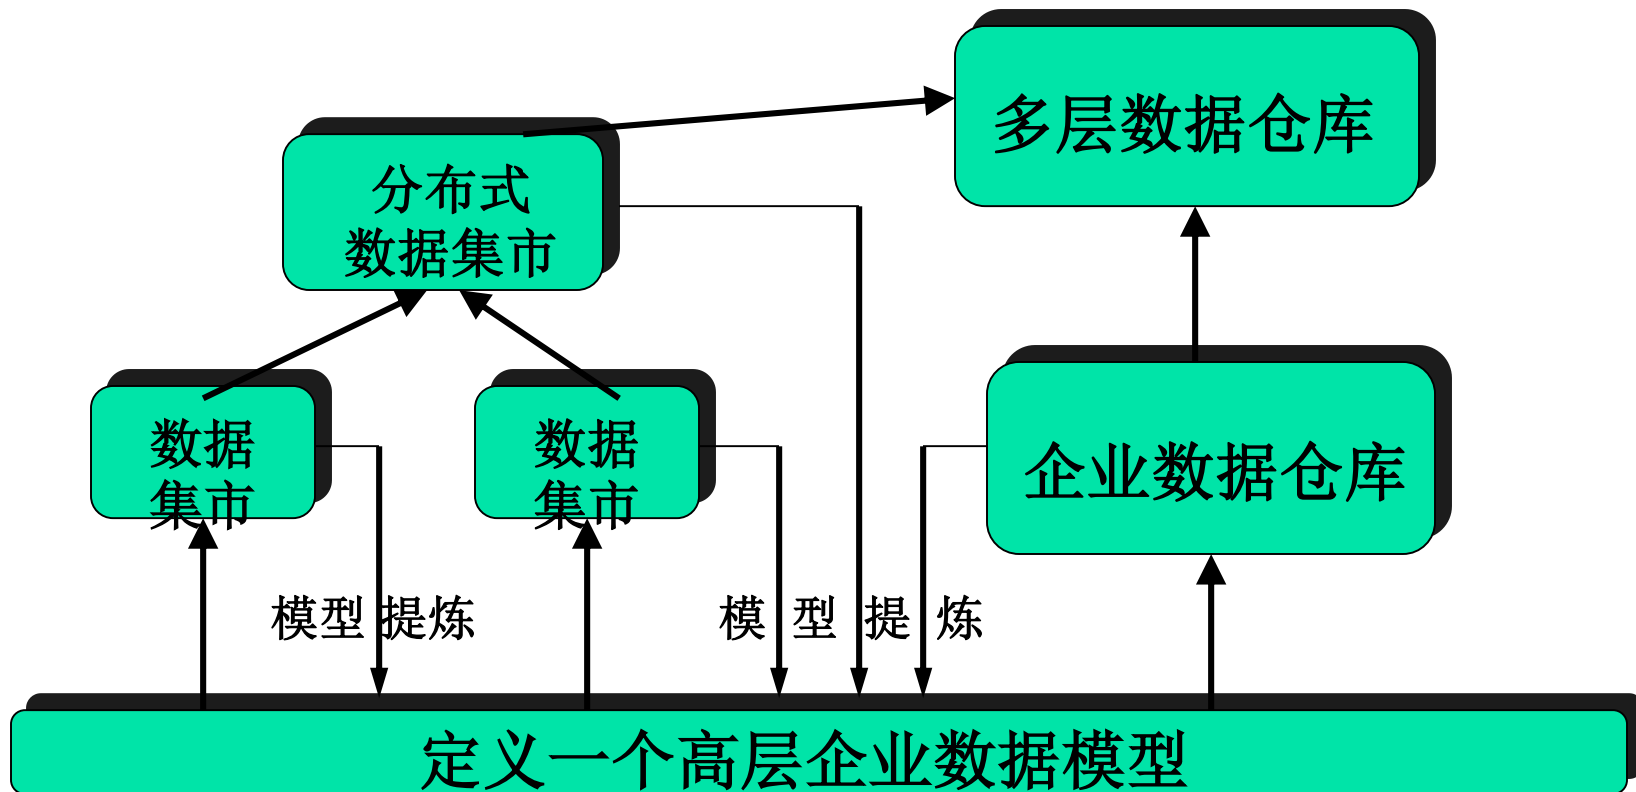 多层数据仓库
分布式
数据集市
数据
集市
数据
集市
企业数据仓库
模型提炼
模型提炼
定义一个高层企业数据模型